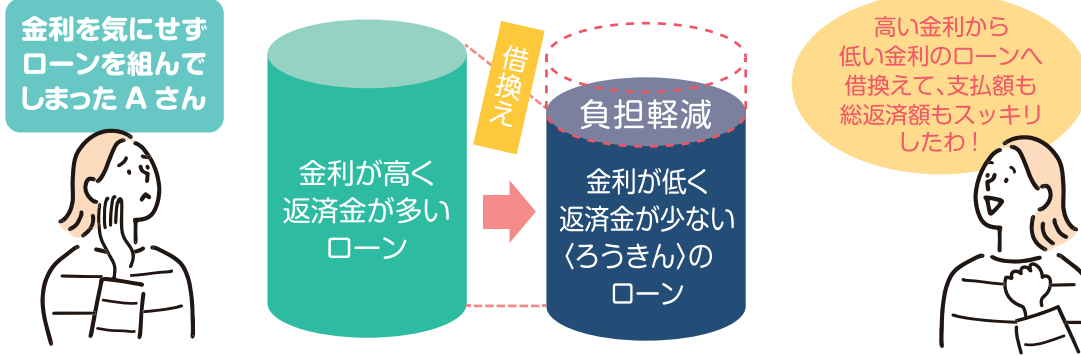 金利を気にせず
ローンを組んで
しまった A さん
金利が高く
返済金が多い
ローン
借換え
負担軽減
金利が低く
返済金が少ない
〈ろうきん〉の
ローン
高い金利から
低い金利のローンへ
借換えて、支払額も
総返済額もスッキリ
したわ！